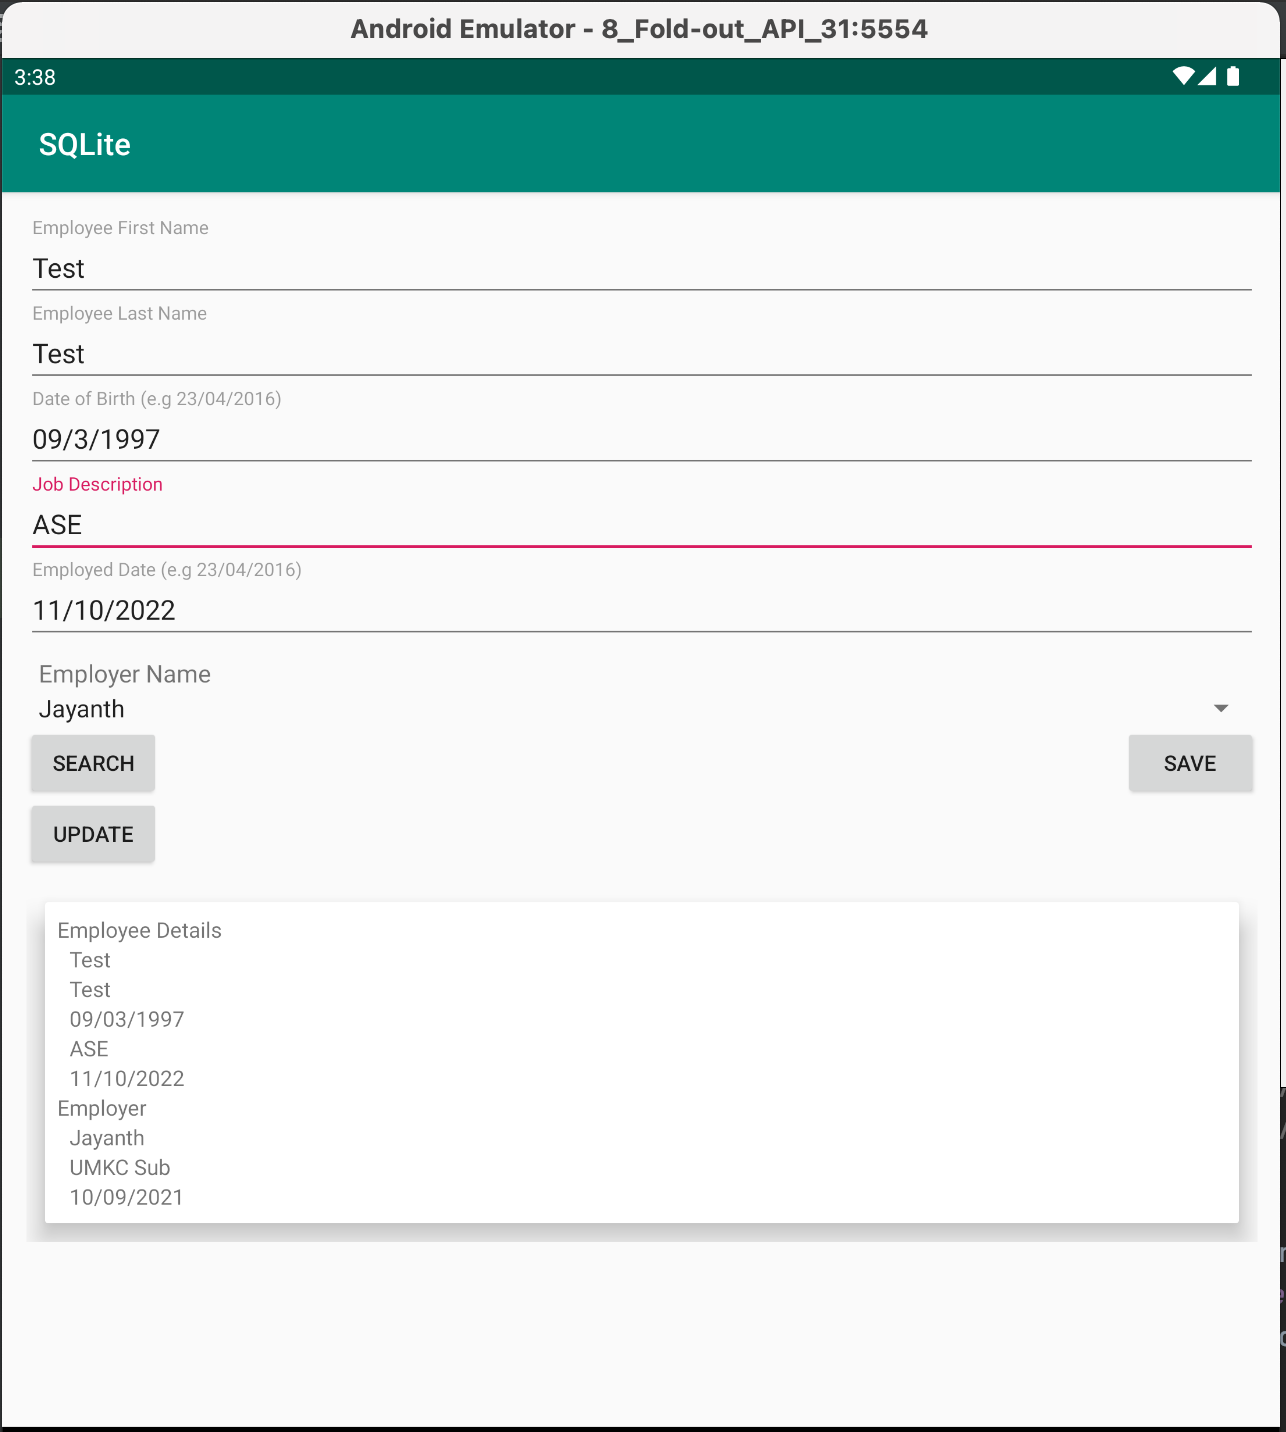 Android Emulator - 8_Fold-out_API_31:5554
3:38
SQLite
Employee First Name
Test
Employee Last Name
Test
Date of Birth (e.g 23/04/2016)
09/3/1997
Job Description
ASE
Employed Date (e.g 23/04/2016)
11/10/2022
Employer Name
Jayanth
SEARCH SAVE
UPDATE
Employee Details
Test
Test
09/03/1997
ASE
11/10/2022
Employer
Jayanth
UMKC Sub
10/09/2021